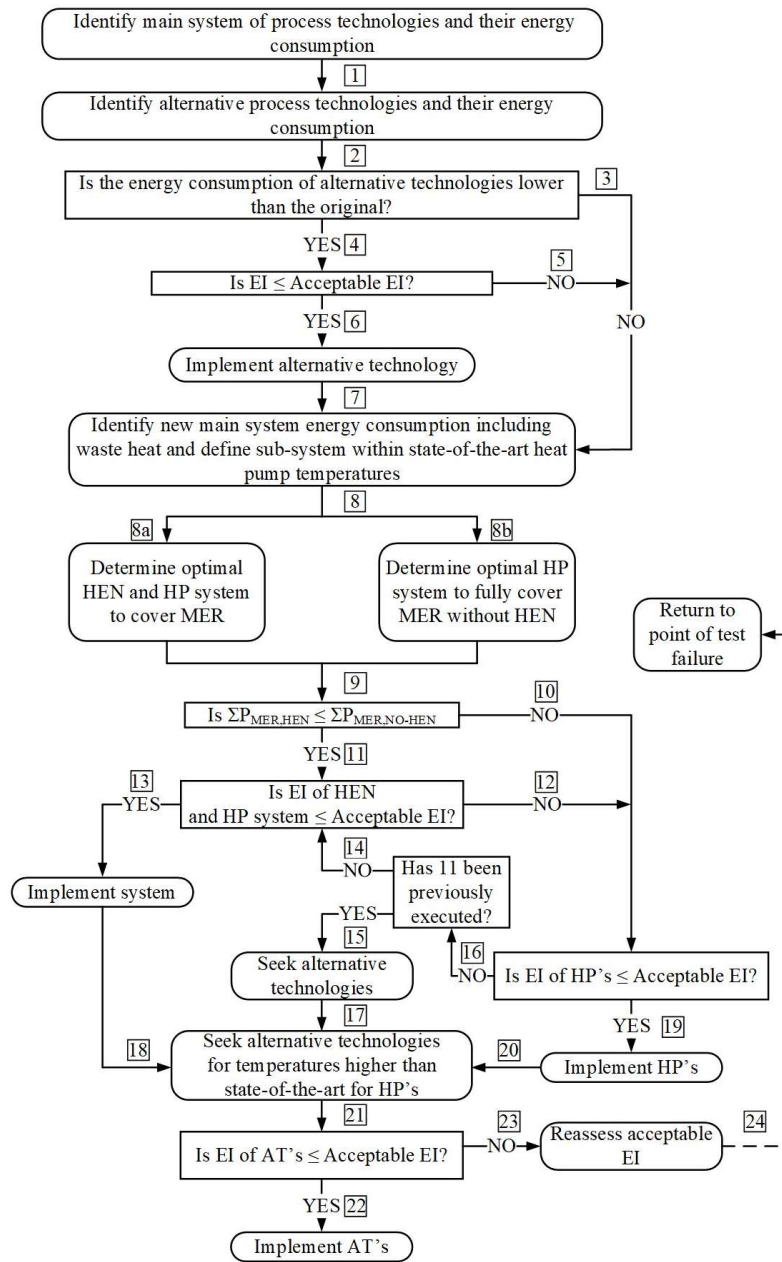 Identify main system of process technologies and their energy
consumption
1
Identify alternative process technologies and their energy
consumption
2
Is the energy consumption of alternative technologies lower
than the original?
3
YES 4
Is EI ≤ Acceptable EI?
5
NO
NO
YES 6
Implement alternative technology
7
Identify new main system energy consumption including
waste heat and define sub-system within state-of-the-art heat
pump temperatures
8
8a
8b
Determine optimal
HEN and HP system
to cover MER
Determine optimal HP
system to fully cover
MER without HEN
Return to
point of test
failure
9
Is ΣP_MER,HEN ≤ ΣP_MER,NO-HEN
10
NO
YES 11
13
YES
Is EI of HEN
and HP system ≤ Acceptable EI?
12
NO
14
NO
Has 11 been
previously
executed?
Implement system
YES
15
Seek alternative
technologies
16
NO
Is EI of HP’s ≤ Acceptable EI?
17
YES 19
18
Seek alternative technologies
for temperatures higher than
state-of-the-art for HP’s
20
Implement HP’s
21
Is EI of AT’s ≤ Acceptable EI?
23
NO
Reassess acceptable
EI
24
YES 22
Implement AT’s